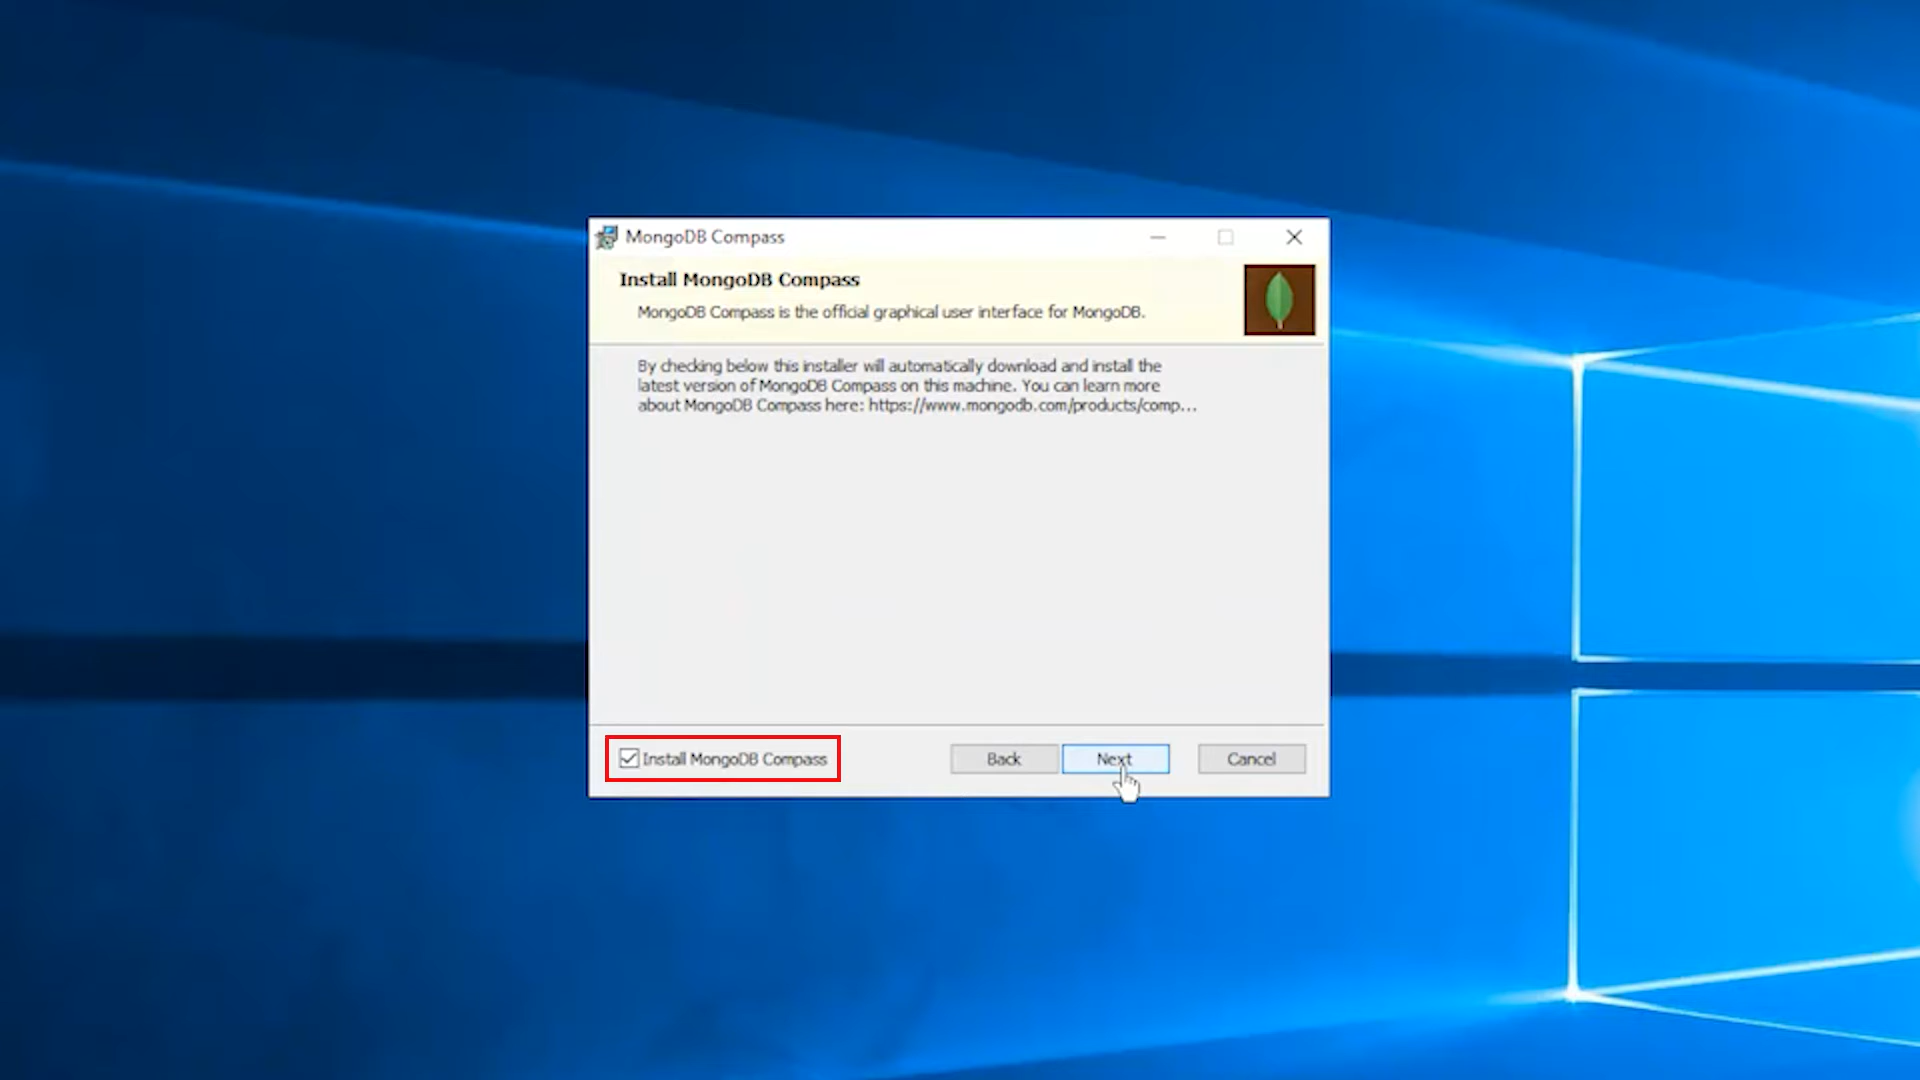 MongoDB Compass
Install MongoDB Compass
MongoDB Compass is the official graphical user interface for MongoDB.
By checking below this installer will automatically download and install the
latest version of MongoDB Compass on this machine. You can learn more
about MongoDB Compass here: https://www.mongodb.com/products/comp...
Install MongoDB Compass
Back
Next
Cancel